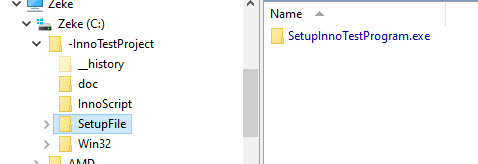 Zeke
Zeke (C:)
-InnoTestProject
__history
doc
InnoScript
SetupFile
Win32
AMD
Name
SetupInnoTestProgram.exe